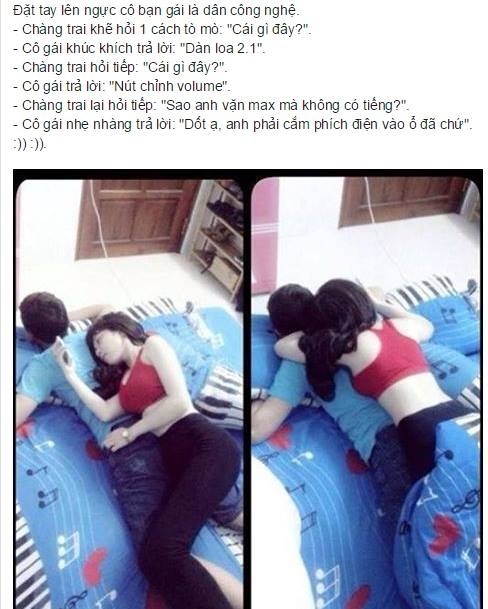 Đặt tay lên ngực cô bạn gái là dân công nghệ.
- Chàng trai khẽ hỏi 1 cách tò mò: "Cái gì đây?".
- Cô gái khúc khích trả lời: "Dàn loa 2.1".
- Chàng trai hỏi tiếp: "Cái gì đây?".
- Cô gái trả lời: "Nút chỉnh volume".
- Chàng trai lại hỏi tiếp: "Sao anh vặn max mà không có tiếng?".
- Cô gái nhẹ nhàng trả lời: "Dốt ạ, anh phải cắm phích điện vào ổ đã chứ".
:)) :)).